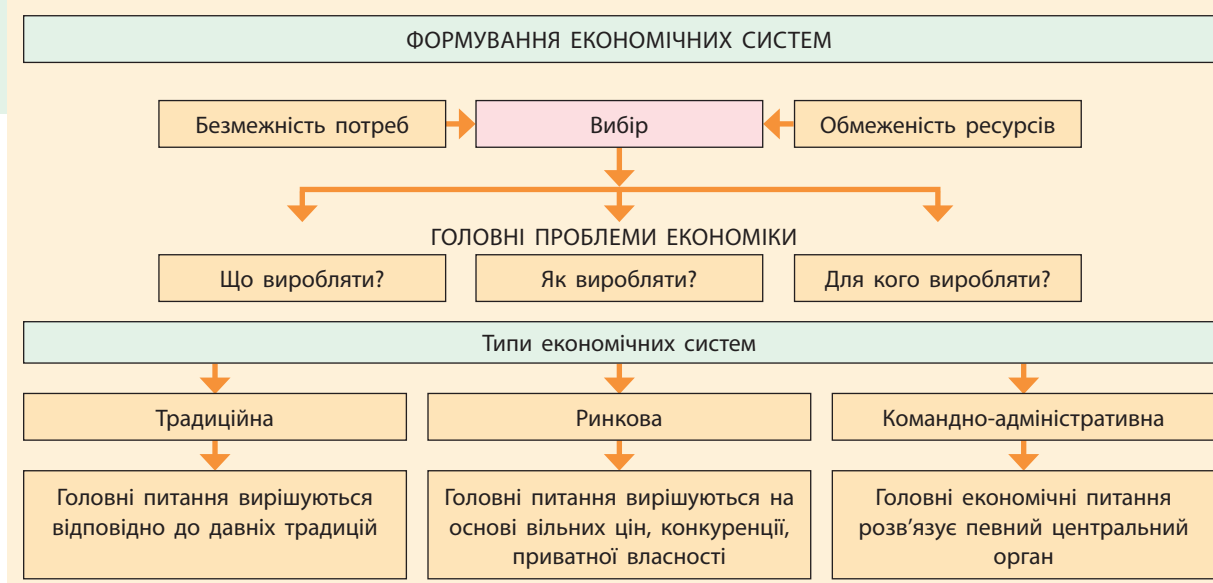 ФОРМУВАННЯ ЕКОНОМІЧНИХ СИСТЕМ
Безмежність потреб
Вибір
Обмеженість ресурсів
ГОЛОВНІ ПРОБЛЕМИ ЕКОНОМІКИ
Що виробляти?
Як виробляти?
Для кого виробляти?
Типи економічних систем
Традиційна
Ринкова
Командно-адміністративна
Головні питання вирішуються
відповідно до давніх традицій
Головні питання вирішуються на
основі вільних цін, конкуренції,
приватної власності
Головні економічні питання
розв'язує певний центральний
орган